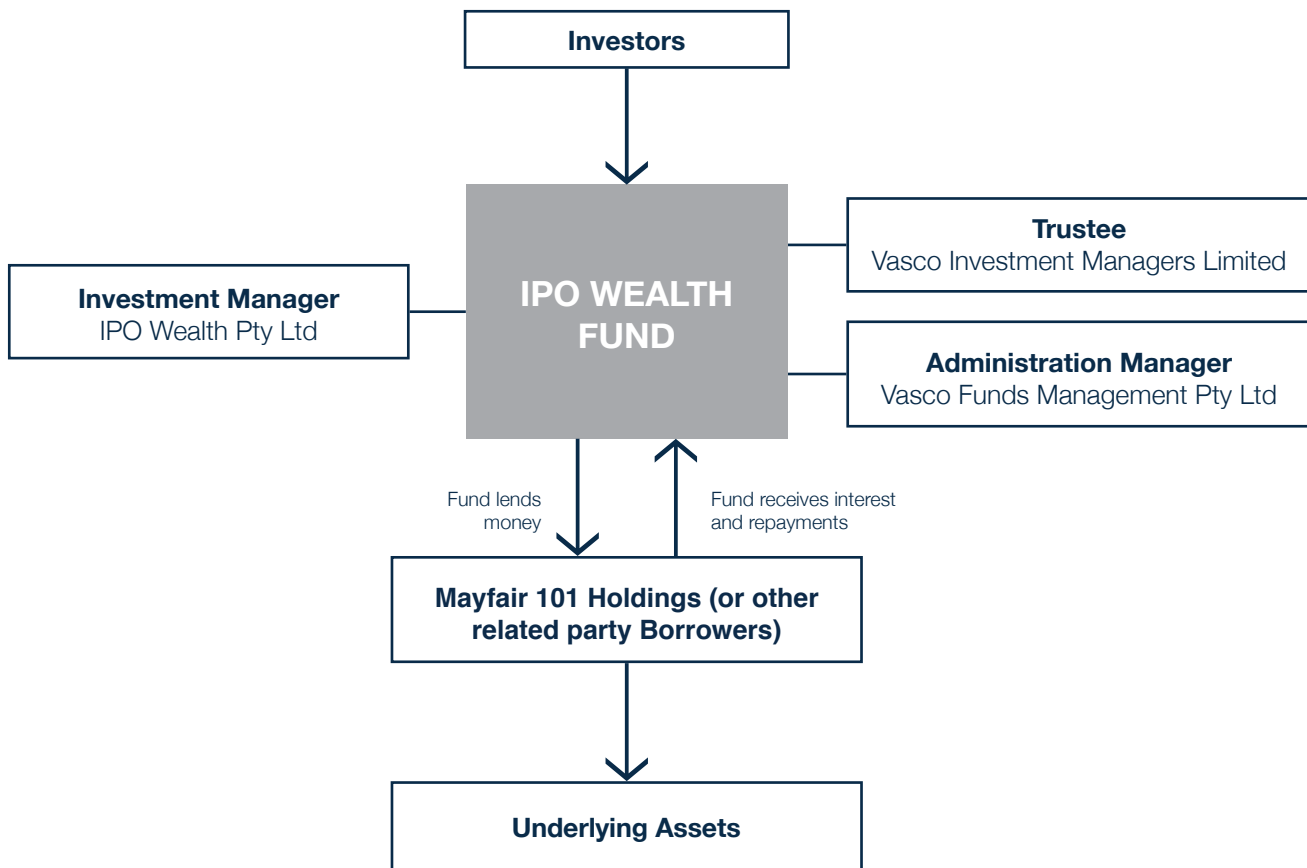 Investors
IPO WEALTH
FUND
Trustee
Vasco Investment Managers Limited
Investment Manager
IPO Wealth Pty Ltd
Administration Manager
Vasco Funds Management Pty Ltd
Fund lends
money
Fund receives interest
and repayments
Mayfair 101 Holdings (or other
related party Borrowers)
Underlying Assets